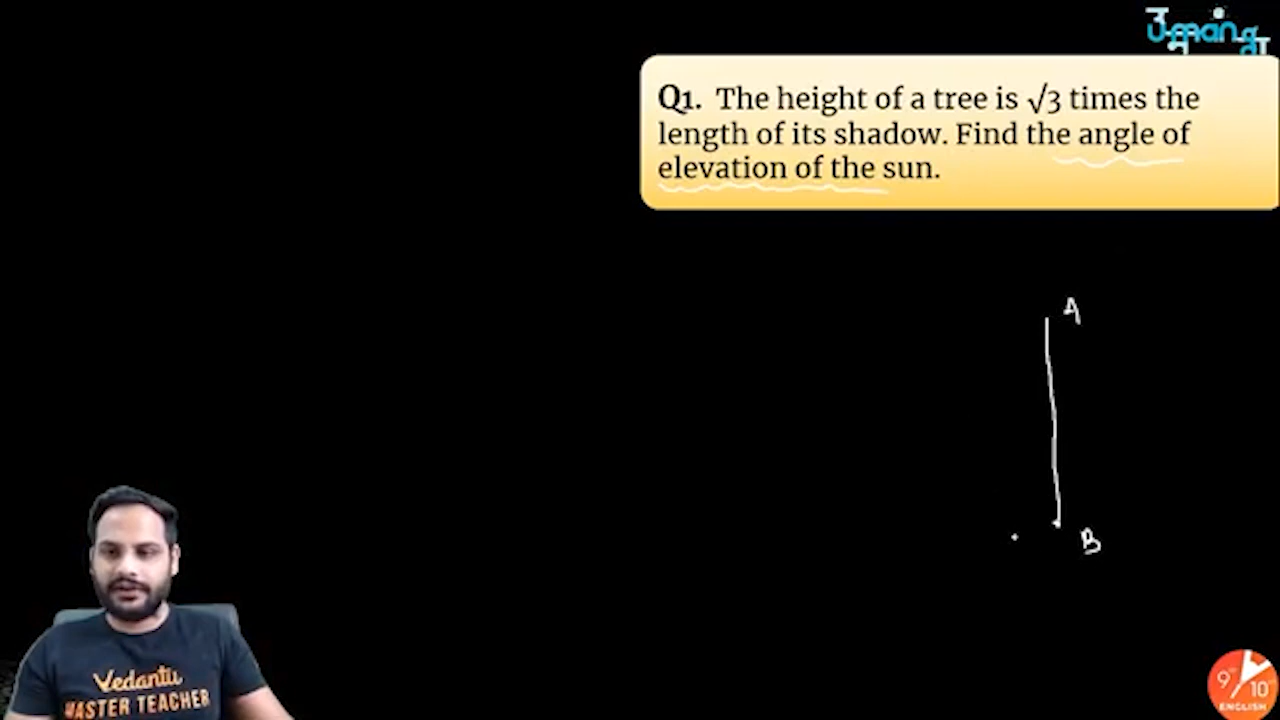 उमंग
Umang
Q1. The height of a tree is √3 times the
length of its shadow. Find the angle of
elevation of the sun.
A
B
Vedantu
MASTER TEACHER
9th
10th
ENGLISH